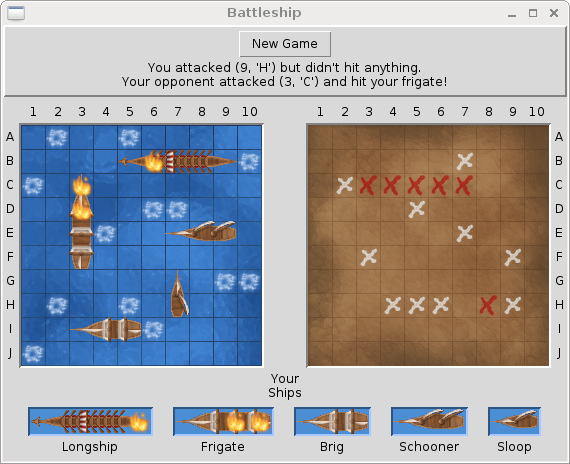 Battleship
New Game
You attacked (9, 'H') but didn't hit anything.
Your opponent attacked (3, 'C') and hit your frigate!
1 2 3 4 5 6 7 8 9 10
A
B
C
D
E
F
G
H
I
J
1 2 3 4 5 6 7 8 9 10
A
B
C
D
E
F
G
H
I
J
Your
Ships
Longship Frigate Brig Schooner Sloop